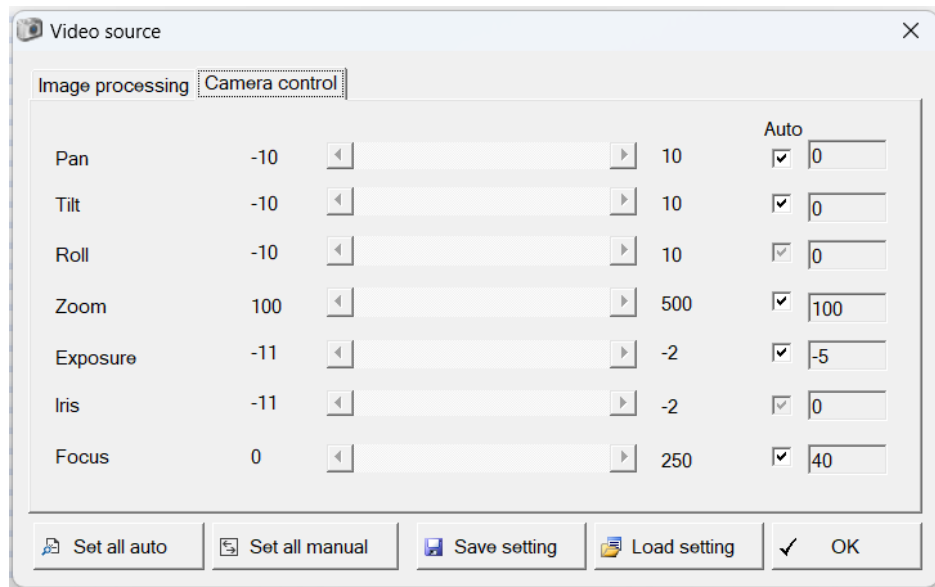 Video source
Image processing Camera control
Auto
Pan -10 10 0
Tilt -10 10 0
Roll -10 10 0
Zoom 100 500 100
Exposure -11 -2 -5
Iris -11 -2 0
Focus 0 250 40
Set all auto Set all manual Save setting Load setting OK